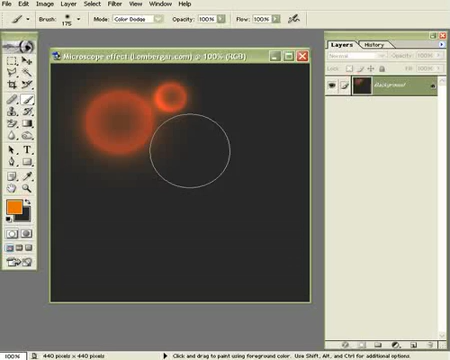 File Edit Image Layer Select Filter View Window Help
Brush: 175 Mode: Color Dodge Opacity: 100% Flow: 100%
Microscope effect (Lombergar.com) @ 100% (RGB)
Layers History
Normal Opacity: 100%
Lock: Fill: 100%
Background
100% 440 pixels x 440 pixels Click and drag to paint using foreground color. Use Shift, Alt, and Ctrl for additional options.